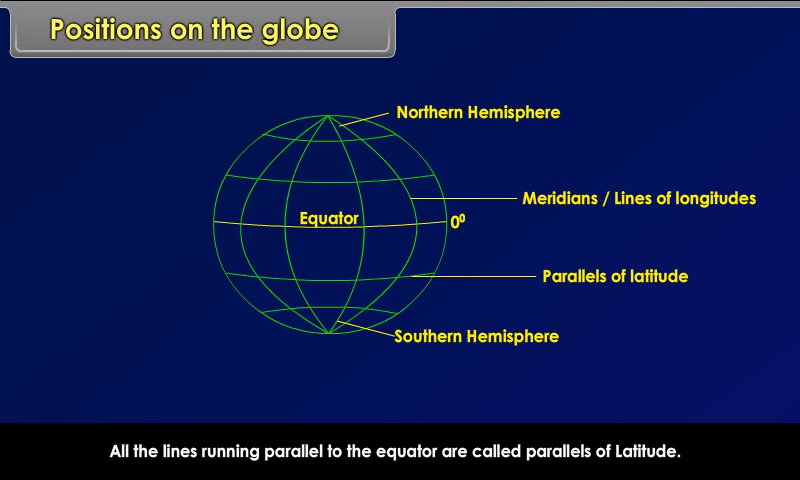 Positions on the globe
Northern Hemisphere
Meridians / Lines of longitudes
Equator
0⁰
Parallels of latitude
Southern Hemisphere
All the lines running parallel to the equator are called parallels of Latitude.